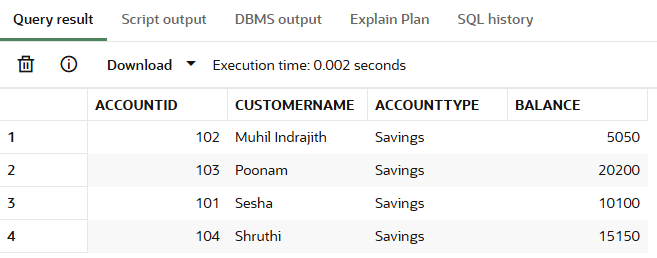 Query result Script output DBMS output Explain Plan SQL history
Download Execution time: 0.002 seconds
ACCOUNTID CUSTOMERNAME ACCOUNTTYPE BALANCE
1 102 Muhil Indrajith Savings 5050
2 103 Poonam Savings 20200
3 101 Sesha Savings 10100
4 104 Shruthi Savings 15150